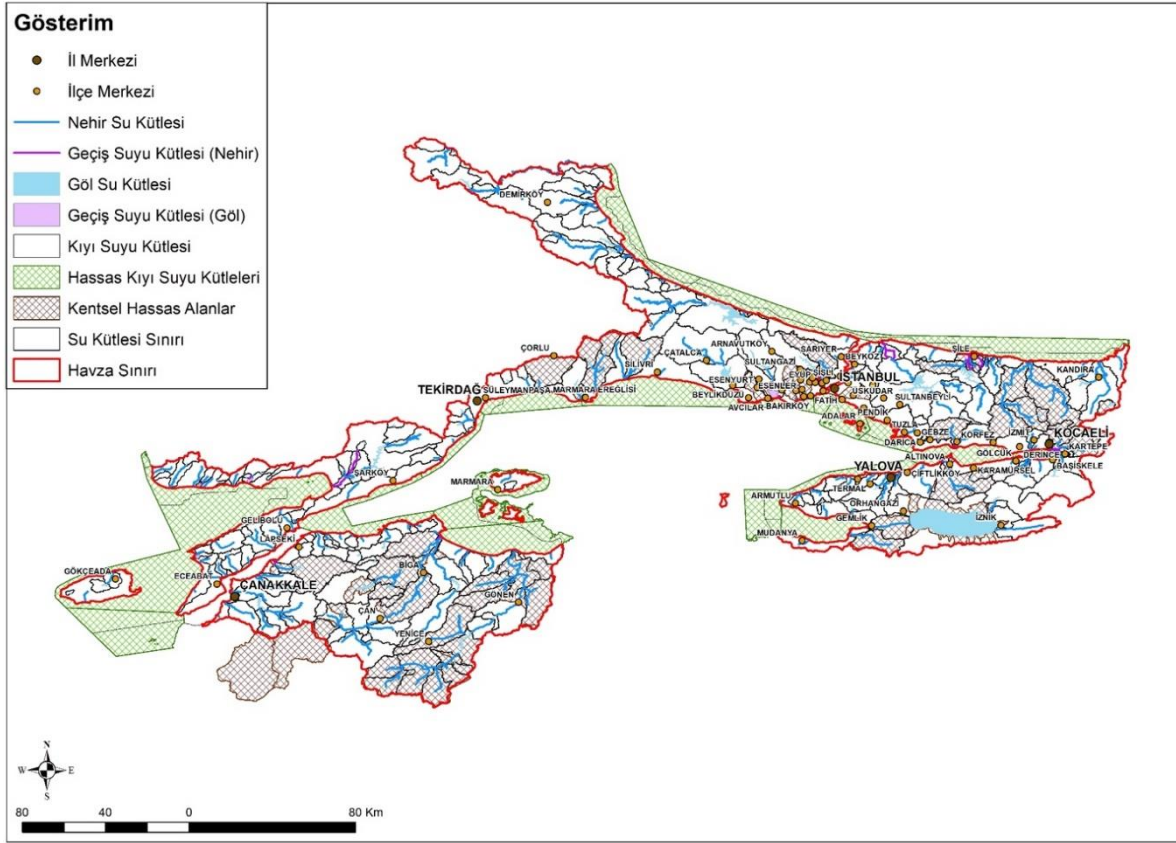 Gösterim
İl Merkezi
İlçe Merkezi
Nehir Su Kütlesi
Geçiş Suyu Kütlesi (Nehir)
Göl Su Kütlesi
Geçiş Suyu Kütlesi (Göl)
Kıyı Suyu Kütlesi
Hassas Kıyı Suyu Kütleleri
Kentsel Hassas Alanlar
Su Kütlesi Sınırı
Havza Sınırı
DEMİRKÖY
ÇORLU
SİLİVRİ
ÇATALCA
ARNAVUTKÖY
SULTANGAZİ
SARIYER
BEYKOZ
ŞİLE
KANDIRA
TEKİRDAĞ
SÜLEYMANPAŞA
MARMARA EREĞLİSİ
ESENYURT
ESENLER
EYÜP
ŞİŞLİ
İSTANBUL
ÜSKÜDAR
SULTANBEYLİ
BEYLİKDÜZÜ
AVCILAR
BAKIRKÖY
FATİH
ADALAR
PENDİK
TUZLA
DARICA
GEBZE
KÖRFEZ
İZMİT
KOCAELİ
KARTEPE
DERİNCE
BAŞİSKELE
GÖLCÜK
KARAMÜRSEL
ALTINOVA
YALOVA
ÇİFTLİKKÖY
TERMAL
ARMUTLU
ORHANGAZİ
GEMLİK
İZNİK
MUDANYA
ŞARKÖY
MARMARA
GELİBOLU
LAPSEKİ
GÖKÇEADA
ECEABA
ÇANAKKALE
BİGA
ÇAN
GÖNEN
YENİCE
N
W
E
S
80
40
0
80 Km